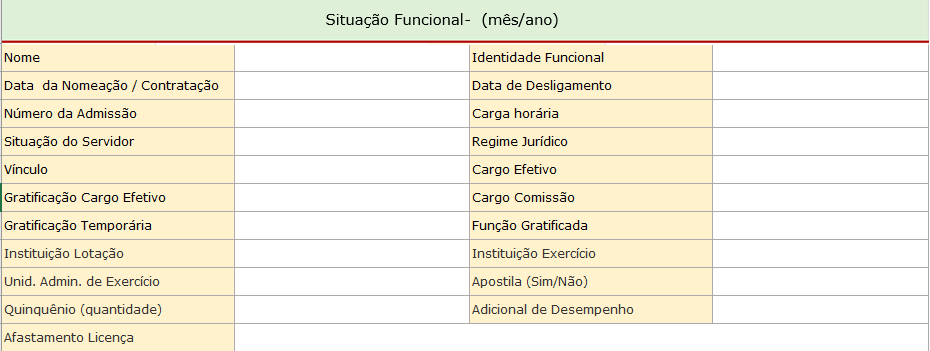 Situação Funcional-  (mês/ano)
Nome Identidade Funcional
Data  da Nomeação / Contratação Data de Desligamento
Número da Admissão Carga horária
Situação do Servidor Regime Jurídico
Vínculo Cargo Efetivo
Gratificação Cargo Efetivo Cargo Comissão
Gratificação Temporária Função Gratificada
Instituição Lotação Instituição Exercício
Unid. Admin. de Exercício Apostila (Sim/Não)
Quinquênio (quantidade) Adicional de Desempenho
Afastamento Licença